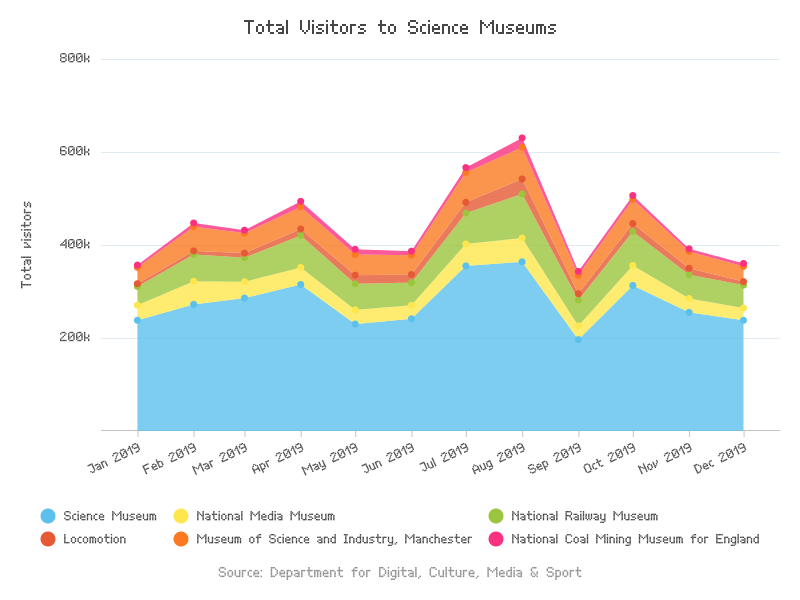 Total Visitors to Science Museums
800k
600k
400k
200k
Total visitors
Jan 2019
Feb 2019
Mar 2019
Apr 2019
May 2019
Jun 2019
Jul 2019
Aug 2019
Sep 2019
Oct 2019
Nov 2019
Dec 2019
Science Museum
National Media Museum
National Railway Museum
Locomotion
Museum of Science and Industry, Manchester
National Coal Mining Museum for England
Source: Department for Digital, Culture, Media & Sport